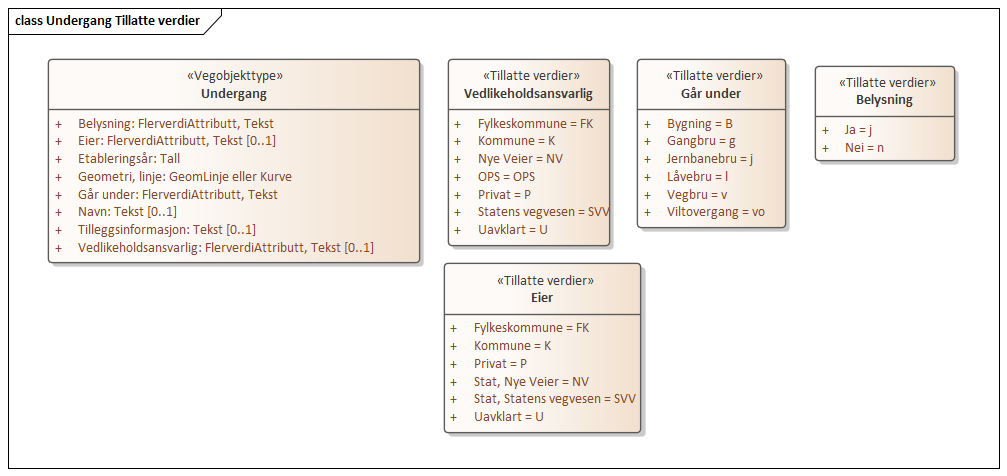 class Undergang Tillatte verdier
«Vegobjekttype»
Undergang
+ Belysning: FlerverdiAttributt, Tekst
+ Eier: FlerverdiAttributt, Tekst [0..1]
+ Etableringsår: Tall
+ Geometri, linje: GeomLinje eller Kurve
+ Går under: FlerverdiAttributt, Tekst
+ Navn: Tekst [0..1]
+ Tilleggsinformasjon: Tekst [0..1]
+ Vedlikeholdsansvarlig: FlerverdiAttributt, Tekst [0..1]
«Tillatte verdier»
Vedlikeholdsansvarlig
+ Fylkeskommune = FK
+ Kommune = K
+ Nye Veier = NV
+ OPS = OPS
+ Privat = P
+ Statens vegvesen = SVV
+ Uavklart = U
«Tillatte verdier»
Går under
+ Bygning = B
+ Gangbru = g
+ Jernbanebru = j
+ Låvebru = l
+ Vegbru = v
+ Viltovergang = vo
«Tillatte verdier»
Belysning
+ Ja = j
+ Nei = n
«Tillatte verdier»
Eier
+ Fylkeskommune = FK
+ Kommune = K
+ Privat = P
+ Stat, Nye Veier = NV
+ Stat, Statens vegvesen = SVV
+ Uavklart = U